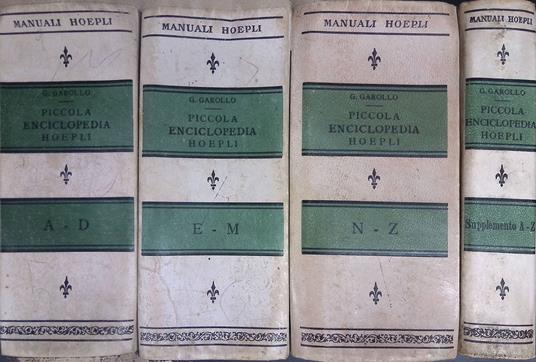 MANUALI HOEPLI
G. GAROLLO
PICCOLA
ENCICLOPEDIA
HOEPLI
A - D
MANUALI HOEPLI
G. GAROLLO
PICCOLA
ENCICLOPEDIA
HOEPLI
E - M
MANUALI HOEPLI
G. GAROLLO
PICCOLA
ENCICLOPEDIA
HOEPLI
N - Z
MANUALI HOEPLI
G. GAROLLO
PICCOLA
ENCICLOPEDIA
HOEPLI
Supplemento A - Z